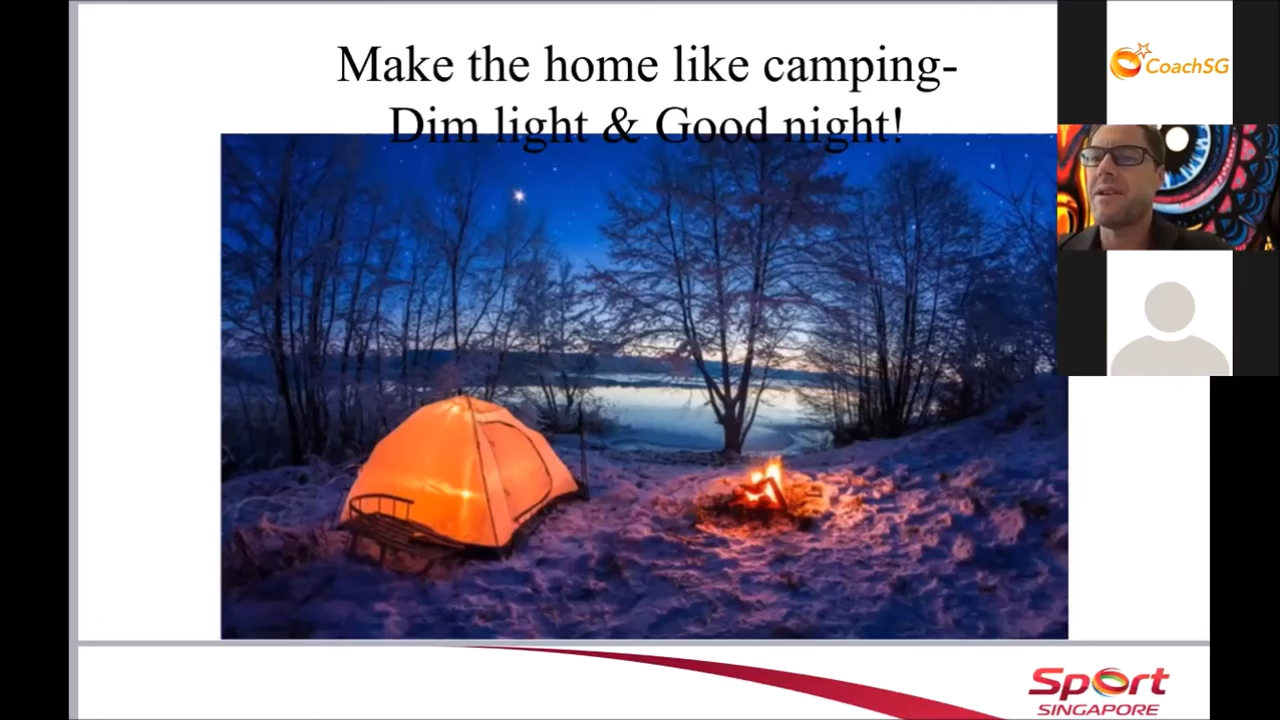 Make the home like camping-
Dim light & Good night!
CoachSG
Sport
SINGAPORE